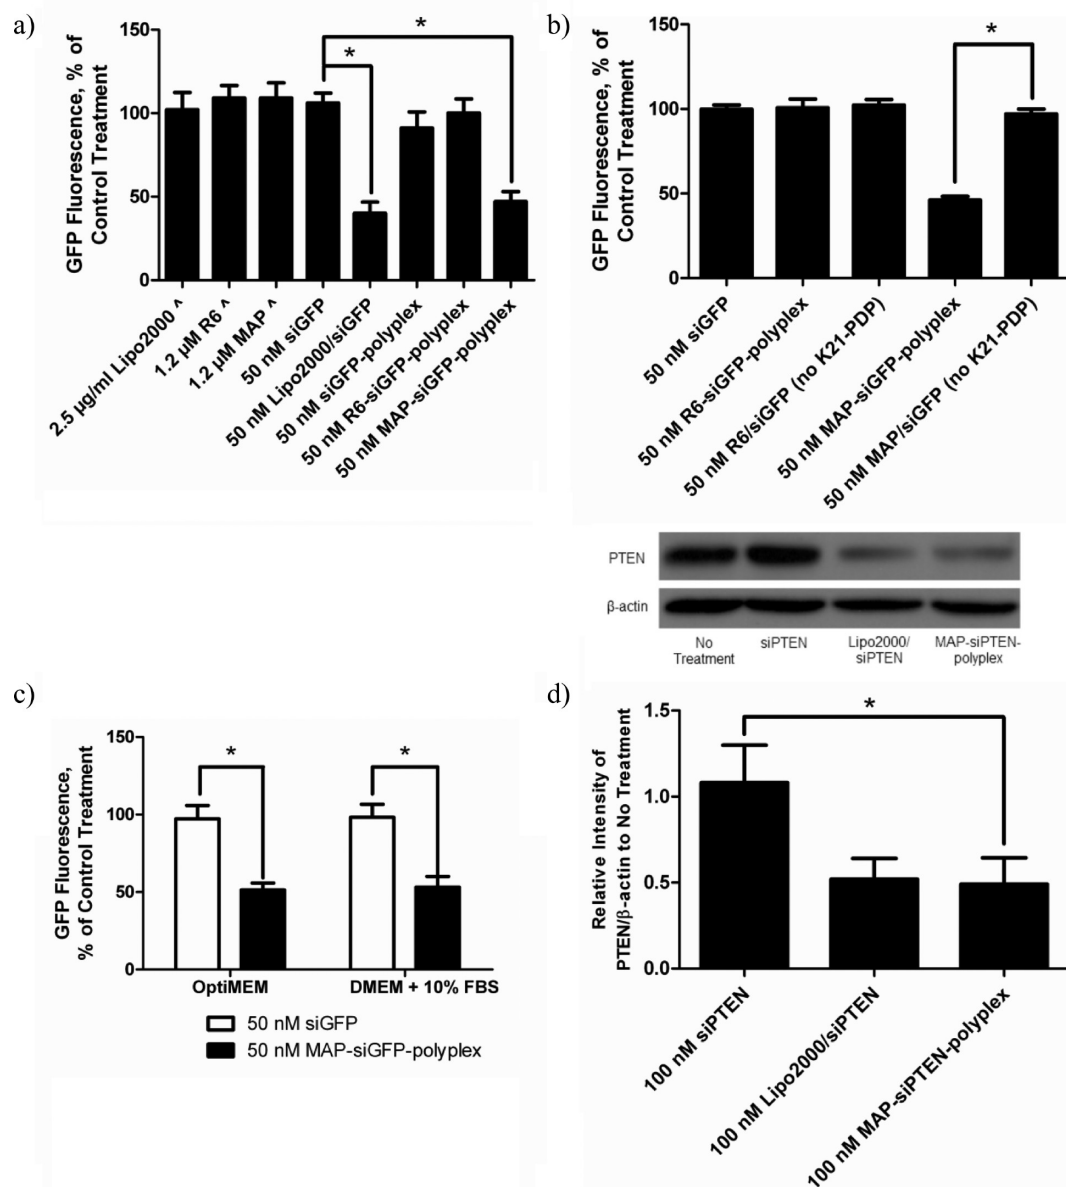 a)
GFP Fluorescence, % of
Control Treatment
150
100
50
0
*
*
2.5 µg/ml Lipo2000 ^
1.2 µM R6 ^
1.2 µM MAP ^
50 nM siGFP
50 nM Lipo2000/siGFP
50 nM siGFP-polyplex
50 nM R6-siGFP-polyplex
50 nM MAP-siGFP-polyplex
b)
GFP Fluorescence, % of
Control Treatment
150
100
50
0
*
50 nM siGFP
50 nM R6-siGFP-polyplex
50 nM R6/siGFP (no K21-PDP)
50 nM MAP-siGFP-polyplex
50 nM MAP/siGFP (no K21-PDP)
PTEN
β-actin
No
Treatment
siPTEN
Lipo2000/
siPTEN
MAP-siPTEN-
polyplex
c)
GFP Fluorescence,
% of Control Treatment
150
100
50
0
*
*
OptiMEM
DMEM + 10% FBS
50 nM siGFP
50 nM MAP-siGFP-polyplex
d)
Relative Intensity of
PTEN/β-actin to No Treatment
1.5
1.0
0.5
0.0
*
100 nM siPTEN
100 nM Lipo2000/siPTEN
100 nM MAP-siPTEN-polyplex